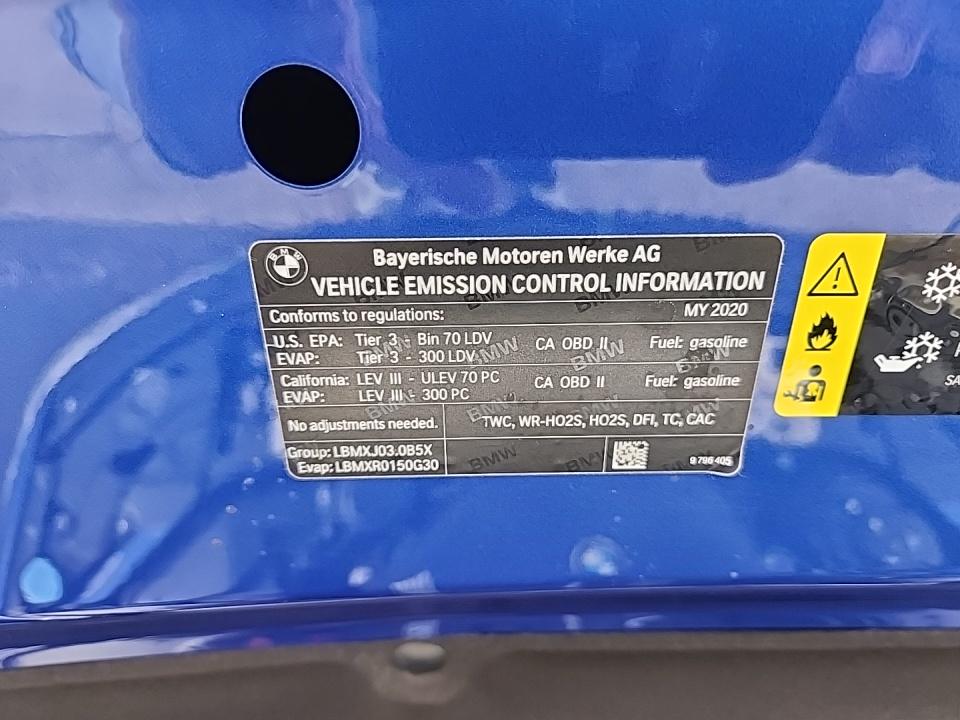 BMW
Bayerische Motoren Werke AG
VEHICLE EMISSION CONTROL INFORMATION
Conforms to regulations: MY 2020
U.S. EPA: Tier 3 - Bin 70 LDV CA OBD II Fuel: gasoline
EVAP: Tier 3 - 300 LDV
California: LEV III - ULEV 70 PC CA OBD II Fuel: gasoline
EVAP: LEV III - 300 PC
No adjustments needed. TWC, WR-HO2S, HO2S, DFI, TC, CAC
Group: LBMXJ03.0B5X
Evap: LBMXR0150G30
9 796 405